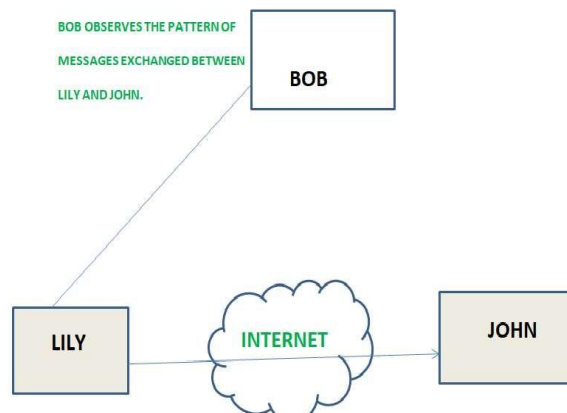 BOB OBSERVES THE PATTERN OF
MESSAGES EXCHANGED BETWEEN
LILY AND JOHN.
BOB
LILY
INTERNET
JOHN